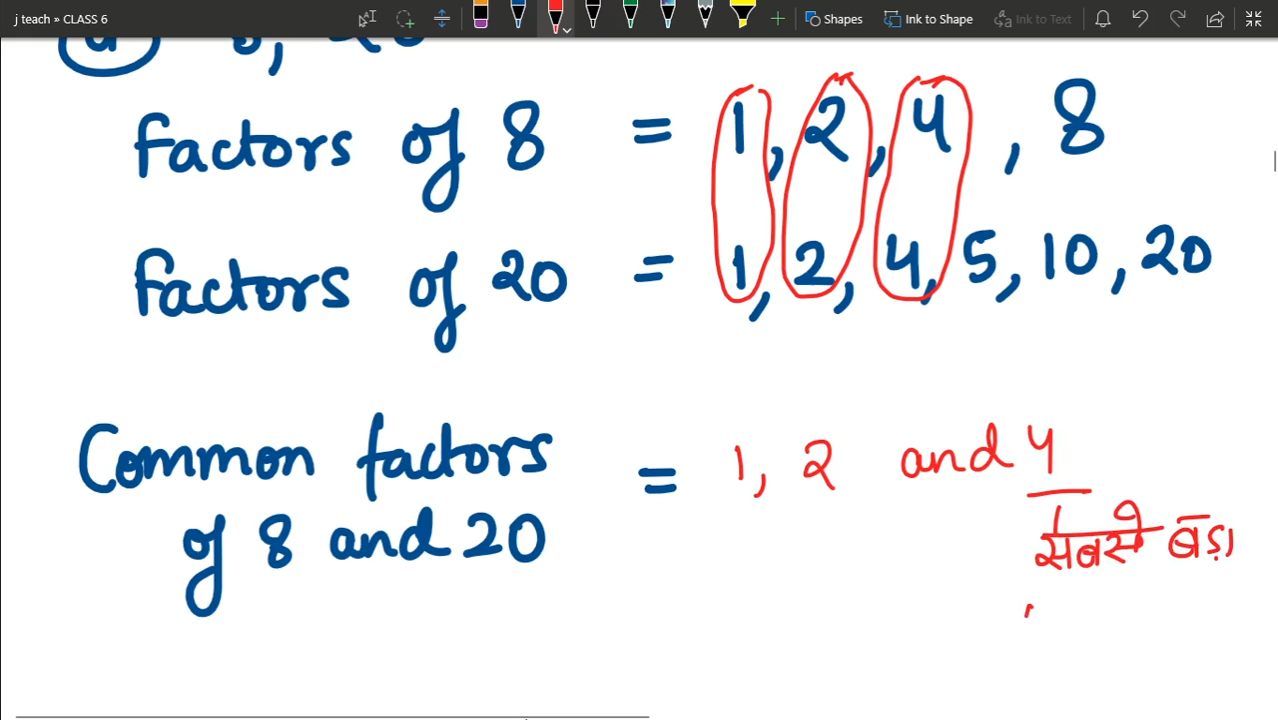 j teach » CLASS 6
Shapes
Ink to Shape
Ink to Text
a 8, 20
factors of 8 = 1, 2, 4, 8
factors of 20 = 1, 2, 4, 5, 10, 20
Common factors = 1, 2 and 4
of 8 and 20
सबसे बड़ा